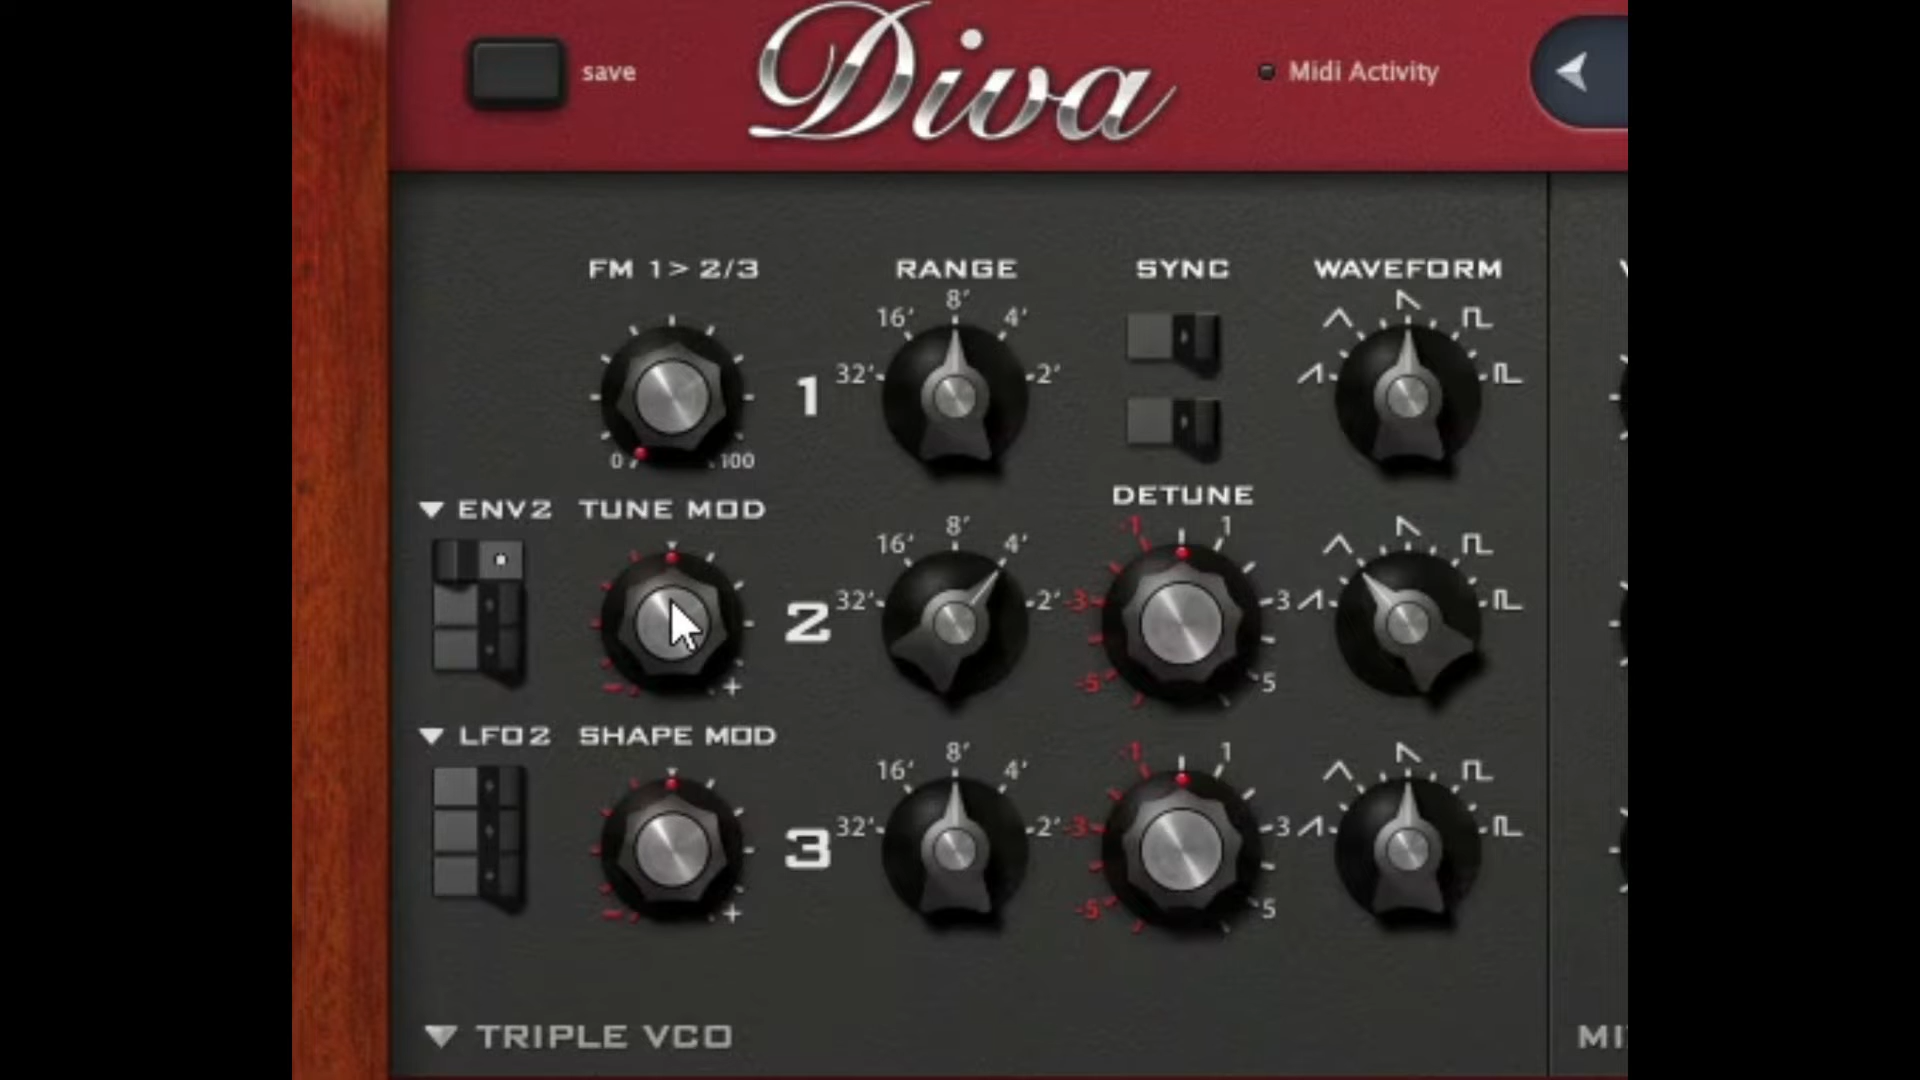 save Diva Midi Activity
FM 1> 2/3 RANGE SYNC WAVEFORM
8'
16' 4'
32' 2'
1
0 100
DETUNE
ENV2 TUNE MOD
8' -1 1
16' 4'
32' 2' -3 3
2
-5 5
- +
LFO2 SHAPE MOD
8' -1 1
16' 4'
32' 2' -3 3
3
-5 5
- +
TRIPLE VCO MI